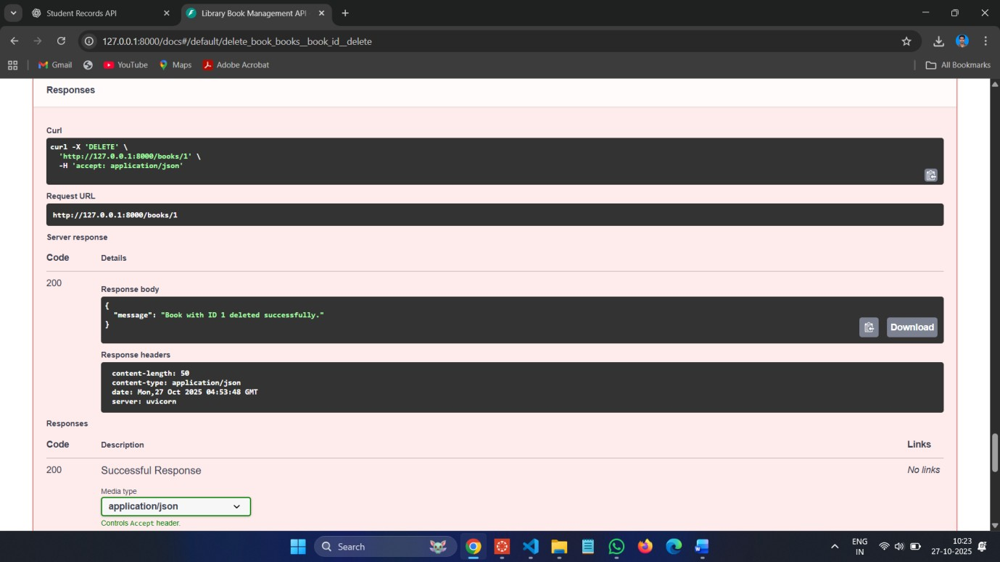 Student Records API
Library Book Management API
127.0.0.1:8000/docs#/default/delete_book_books__book_id__delete
Gmail
YouTube
Maps
Adobe Acrobat
All Bookmarks
Responses
Curl
curl -X 'DELETE' \
'http://127.0.0.1:8000/books/1' \
-H 'accept: application/json'
Request URL
http://127.0.0.1:8000/books/1
Server response
Code Details
200
Response body
{
"message": "Book with ID 1 deleted successfully."
}
Download
Response headers
content-length: 50
content-type: application/json
date: Mon,27 Oct 2025 04:53:48 GMT
server: uvicorn
Responses
Code Description Links
200 Successful Response No links
Media type
application/json
Controls Accept header.
Search
ENG
IN
10:23
27-10-2025